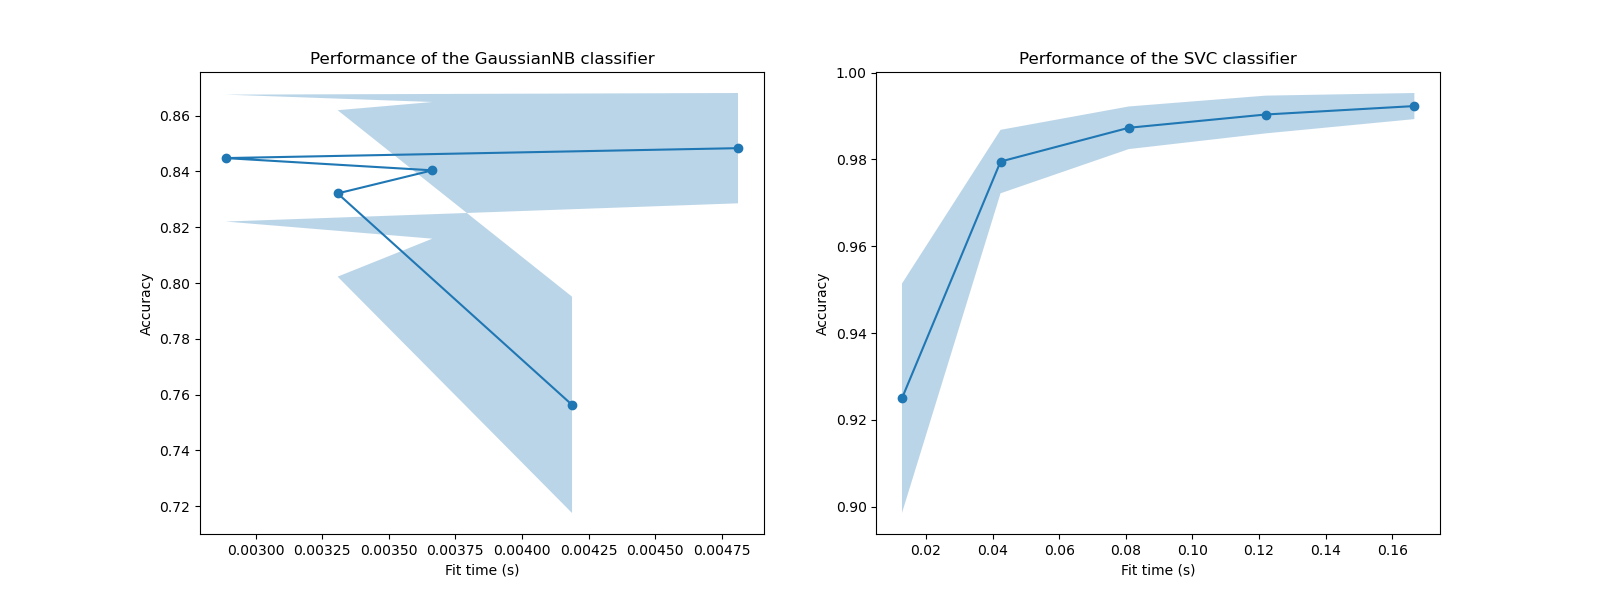 Performance of the GaussianNB classifier
0.86
0.84
0.82
0.80
0.78
0.76
0.74
0.72
Accuracy
0.00300 0.00325 0.00350 0.00375 0.00400 0.00425 0.00450 0.00475
Fit time (s)
Performance of the SVC classifier
1.00
0.98
0.96
0.94
0.92
0.90
Accuracy
0.02 0.04 0.06 0.08 0.10 0.12 0.14 0.16
Fit time (s)